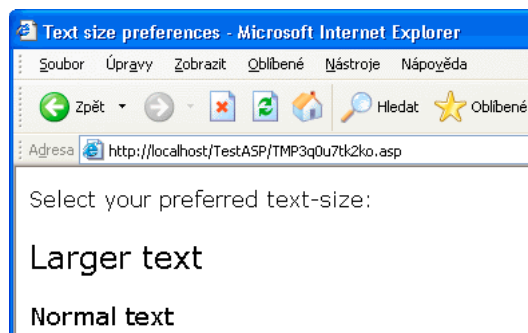 Text size preferences - Microsoft Internet Explorer
Soubor Úpravy Zobrazit Oblíbené Nástroje Nápověda
Zpět Hledat Oblíbené
Adresa http://localhost/TestASP/TMP3q0u7tk2ko.asp
Select your preferred text-size:
Larger text
Normal text